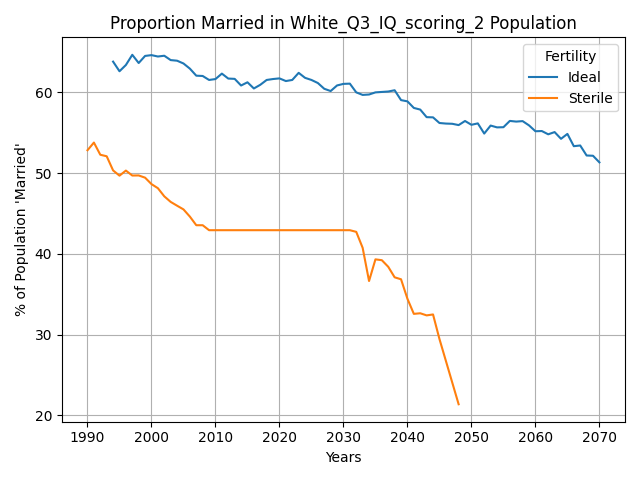 Proportion Married in White_Q3_IQ_scoring_2 Population
Fertility
Ideal
Sterile
% of Population 'Married'
60
50
40
30
20
1990 2000 2010 2020 2030 2040 2050 2060 2070
Years